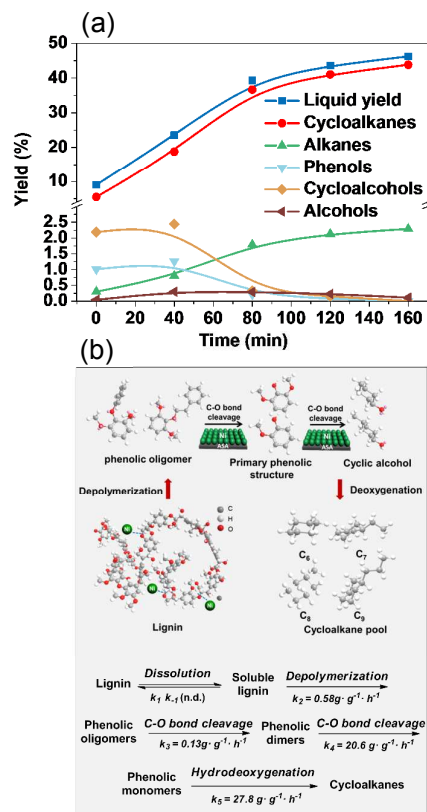 (a)
Yield (%)
50
40
30
20
10
2.5
2.0
1.5
1.0
0.5
0.0
Liquid yield
Cycloalkanes
Alkanes
Phenols
Cycloalcohols
Alcohols
0 20 40 60 80 100 120 140 160
Time (min)
(b)
C-O bond
cleavage
Ni
ASA
C-O bond
cleavage
Ni
ASA
phenolic oligomer
Primary phenolic
structure
Cyclic alcohol
Depolymerization
Deoxygenation
Ni
Ni
Ni
C
H
O
Lignin
C6
C7
C8
C9
Cycloalkane pool
Lignin
Dissolution
k1 k-1 (n.d.)
Soluble
lignin
Depolymerization
k2 = 0.58g· g-1· h-1
Phenolic
oligomers
C-O bond cleavage
k3 = 0.13g· g-1· h-1
Phenolic
dimers
C-O bond cleavage
k4 = 20.6 g· g-1· h-1
Phenolic
monomers
Hydrodeoxygenation
k5 = 27.8 g· g-1· h-1
Cycloalkanes